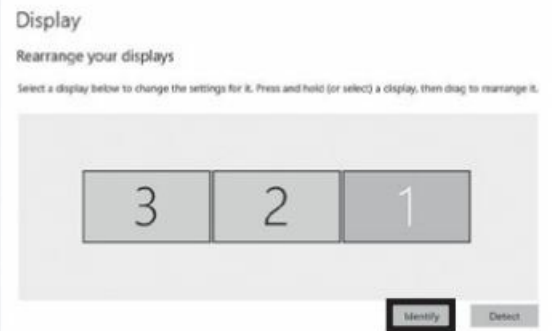 Display
Rearrange your displays
Select a display below to change the settings for it. Press and hold (or select) a display, then drag to rearrange it.
3 2 1
Identify Detect